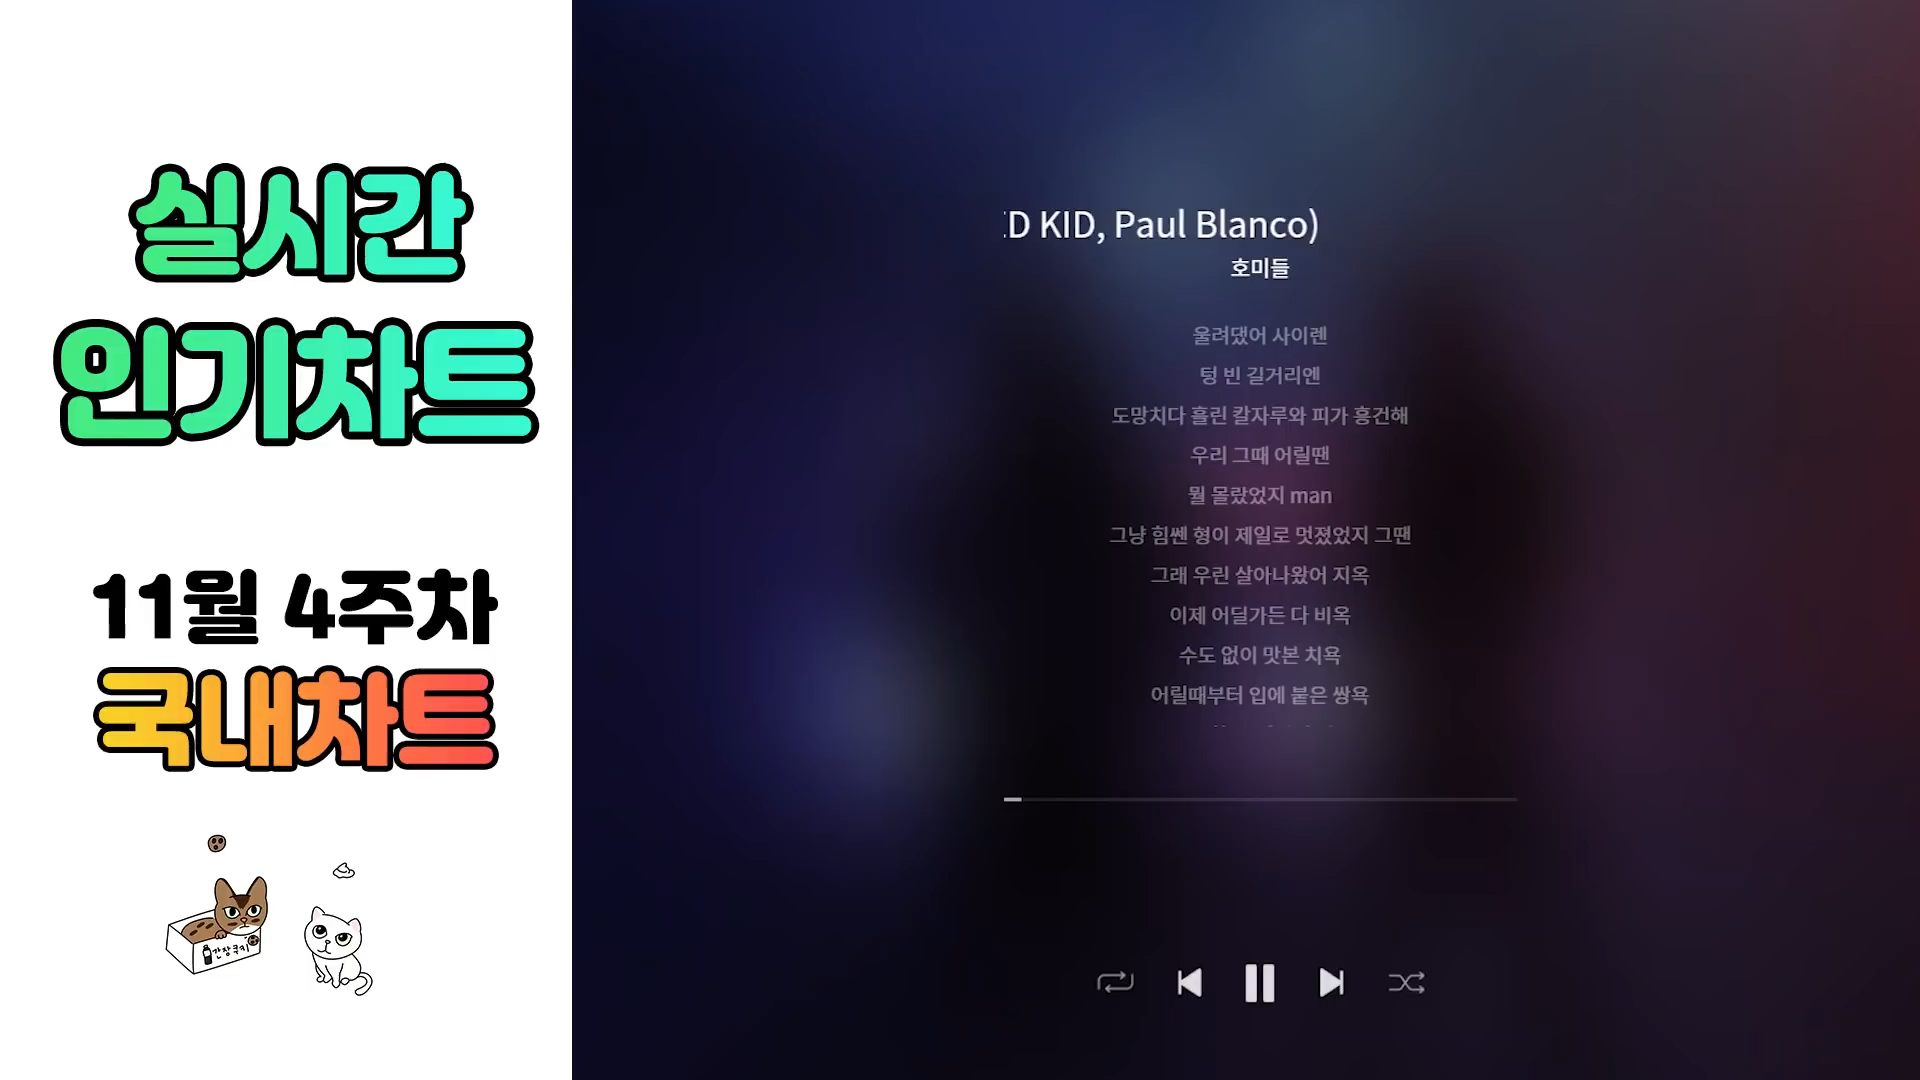 실시간
인기차트
11월 4주차
국내차트
간장쿡키
D KID, Paul Blanco)
호미들
울려댔어 사이렌
텅 빈 길거리엔
도망치다 흘린 칼자루와 피가 흥건해
우리 그때 어릴땐
뭘 몰랐었지 man
그냥 힘쎈 형이 제일로 멋졌었지 그땐
그래 우린 살아나왔어 지옥
이제 어딜가든 다 비옥
수도 없이 맛본 치욕
어릴때부터 입에 붙은 쌍욕